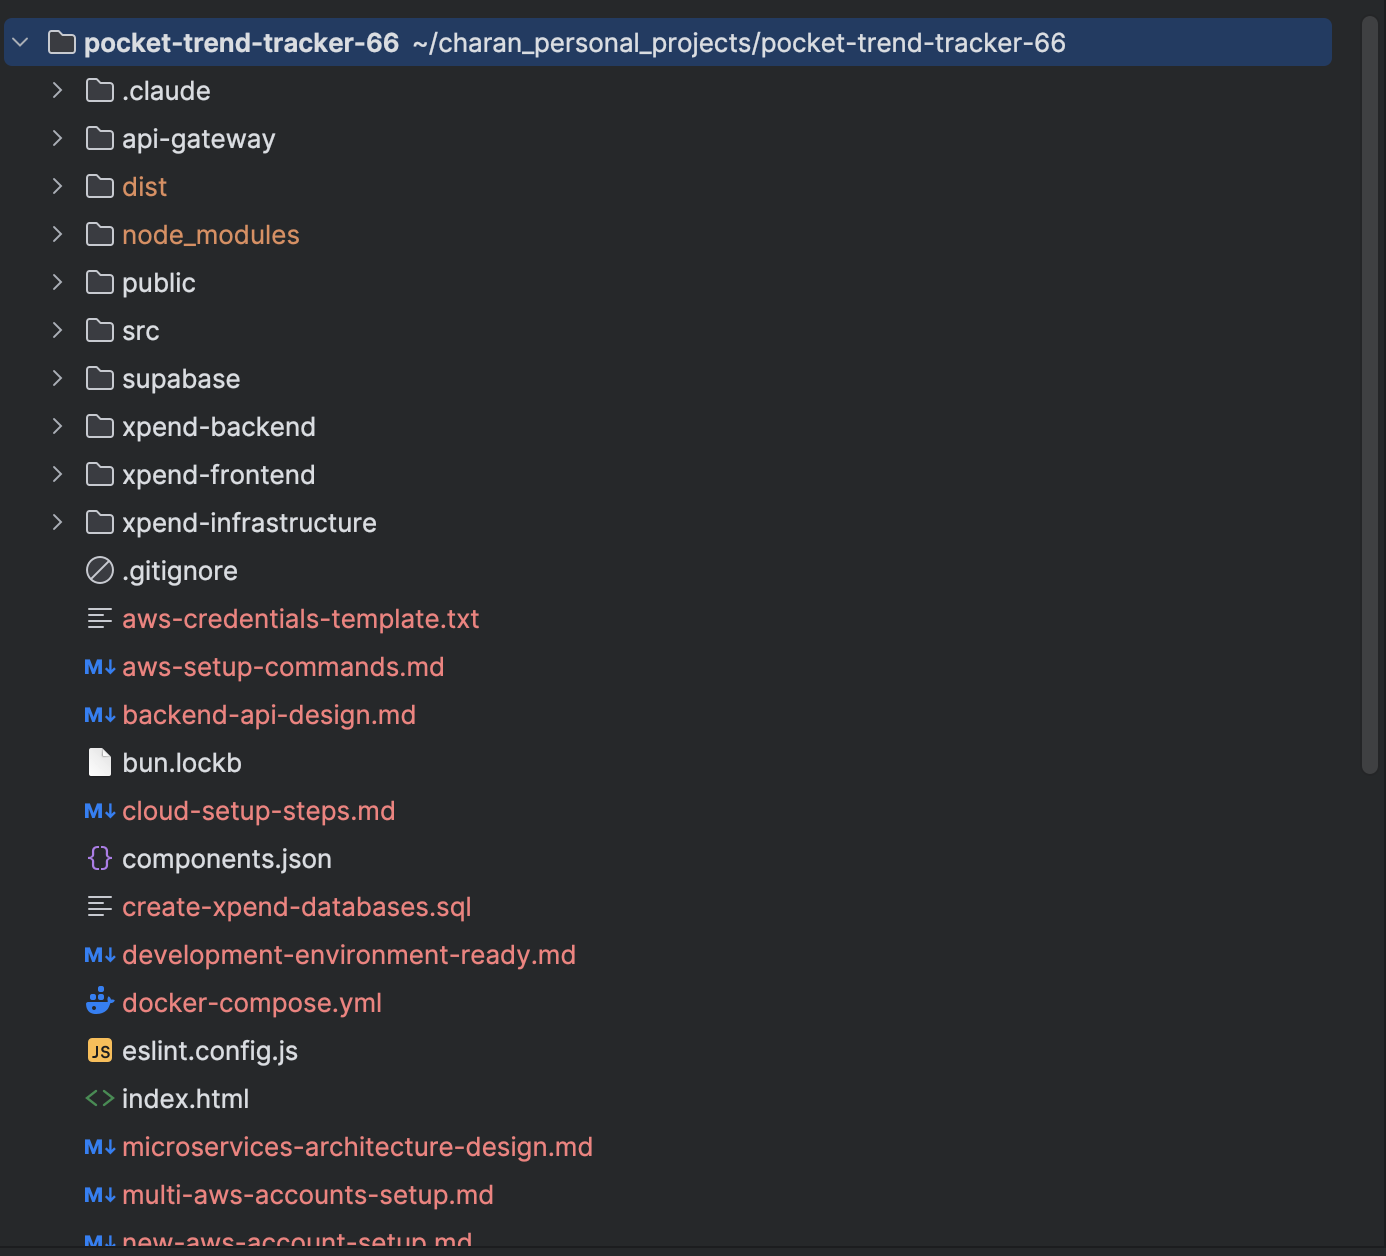 pocket-trend-tracker-66 ~/charan_personal_projects/pocket-trend-tracker-66
.claude
api-gateway
dist
node_modules
public
src
supabase
xpend-backend
xpend-frontend
xpend-infrastructure
.gitignore
aws-credentials-template.txt
M↓ aws-setup-commands.md
M↓ backend-api-design.md
bun.lockb
M↓ cloud-setup-steps.md
{} components.json
create-xpend-databases.sql
M↓ development-environment-ready.md
docker-compose.yml
JS eslint.config.js
<> index.html
M↓ microservices-architecture-design.md
M↓ multi-aws-accounts-setup.md
M↓ new-aws-account-setup.md